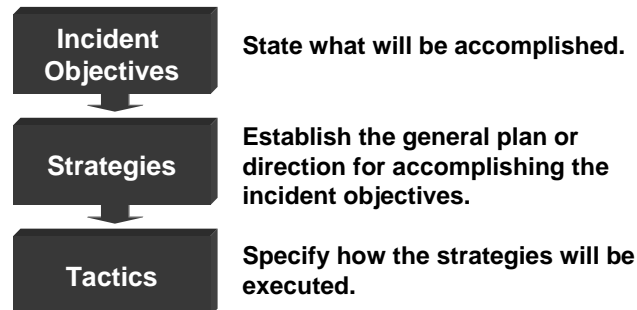 Incident
Objectives
State what will be accomplished.
Strategies
Establish the general plan or
direction for accomplishing the
incident objectives.
Tactics
Specify how the strategies will be
executed.